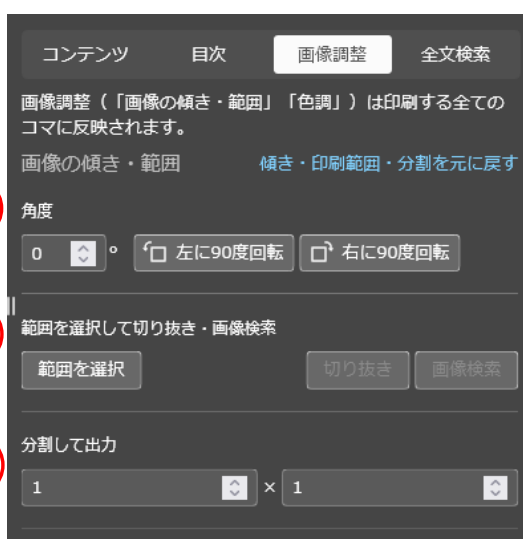 コンテンツ 目次 画像調整 全文検索
画像調整(「画像の傾き・範囲」「色調」)は印刷する全ての
コマに反映されます。
画像の傾き・範囲 傾き・印刷範囲・分割を元に戻す
角度
0 ° 左に90度回転 右に90度回転
範囲を選択して切り抜き・画像検索
範囲を選択 切り抜き 画像検索
分割して出力
1 × 1